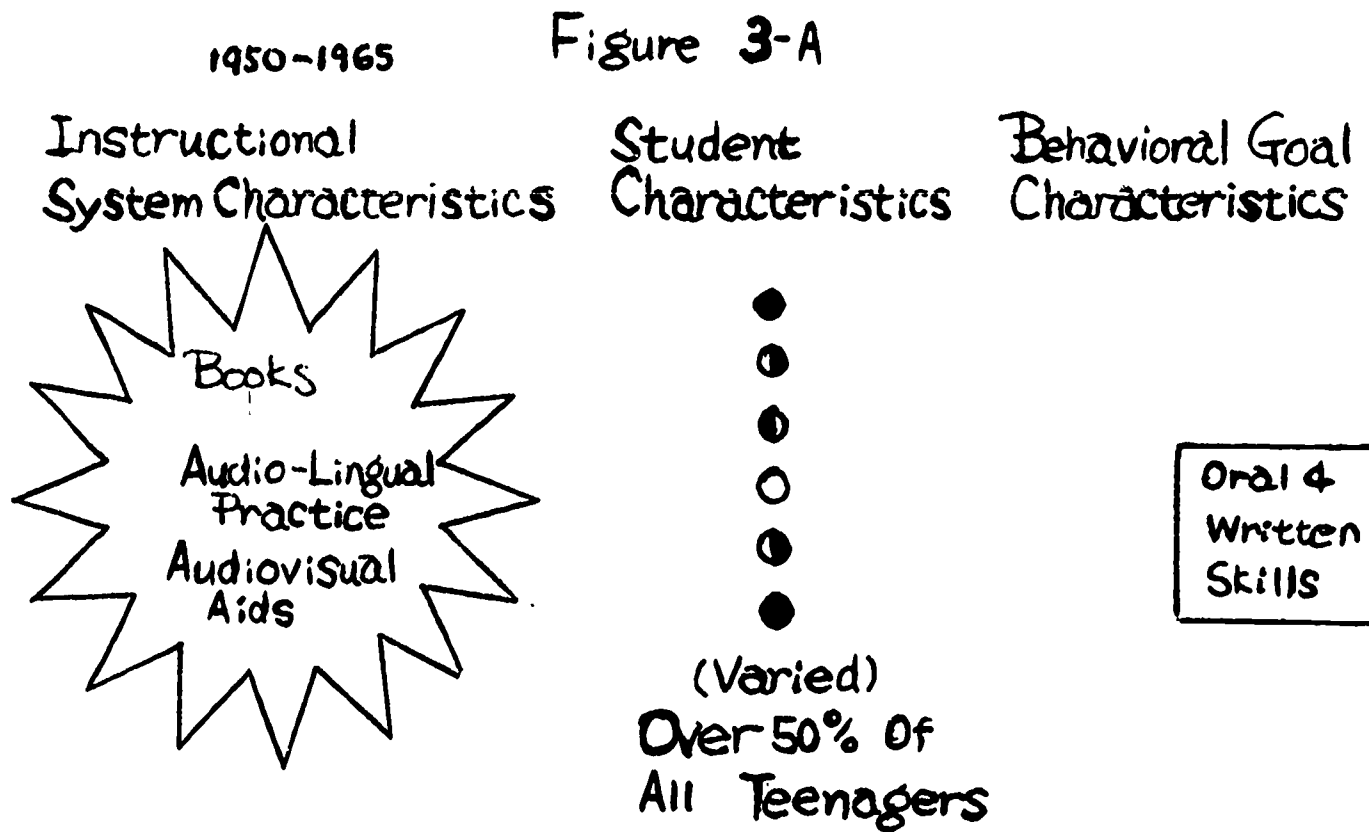 1950-1965
Figure 3-A
Instructional
System Characteristics
Student
Characteristics
Behavioral Goal
Characteristics
Books
Audio-Lingual
Practice
Audiovisual
Aids
(Varied)
Over 50% Of
All Teenagers
Oral &
Written
Skills